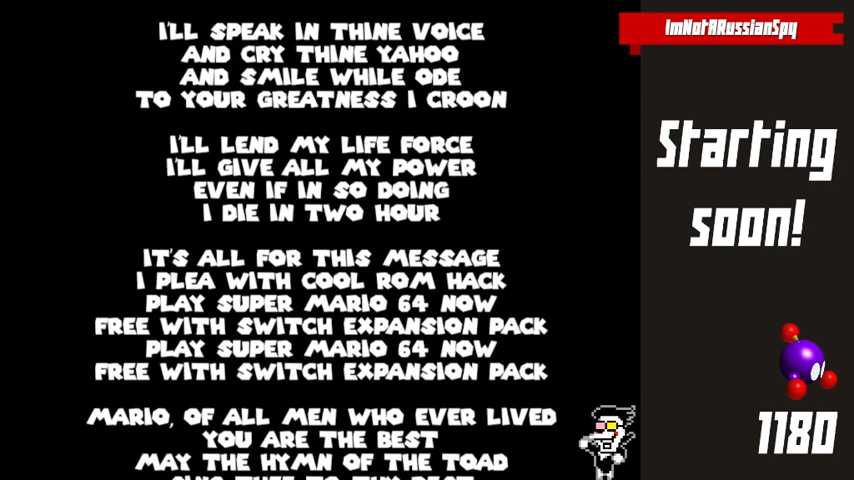 I'LL SPEAK IN THINE VOICE
AND CRY THINE YAHOO
AND SMILE WHILE ODE
TO YOUR GREATNESS I CROON
I'LL LEND MY LIFE FORCE
I'LL GIVE ALL MY POWER
EVEN IF IN SO DOING
I DIE IN TWO HOUR
IT'S ALL FOR THIS MESSAGE
I PLEA WITH COOL ROM HACK
PLAY SUPER MARIO 64 NOW
FREE WITH SWITCH EXPANSION PACK
PLAY SUPER MARIO 64 NOW
FREE WITH SWITCH EXPANSION PACK
MARIO, OF ALL MEN WHO EVER LIVED
YOU ARE THE BEST
MAY THE HYMN OF THE TOAD
ImNotARussianSpy
Starting
soon!
1180